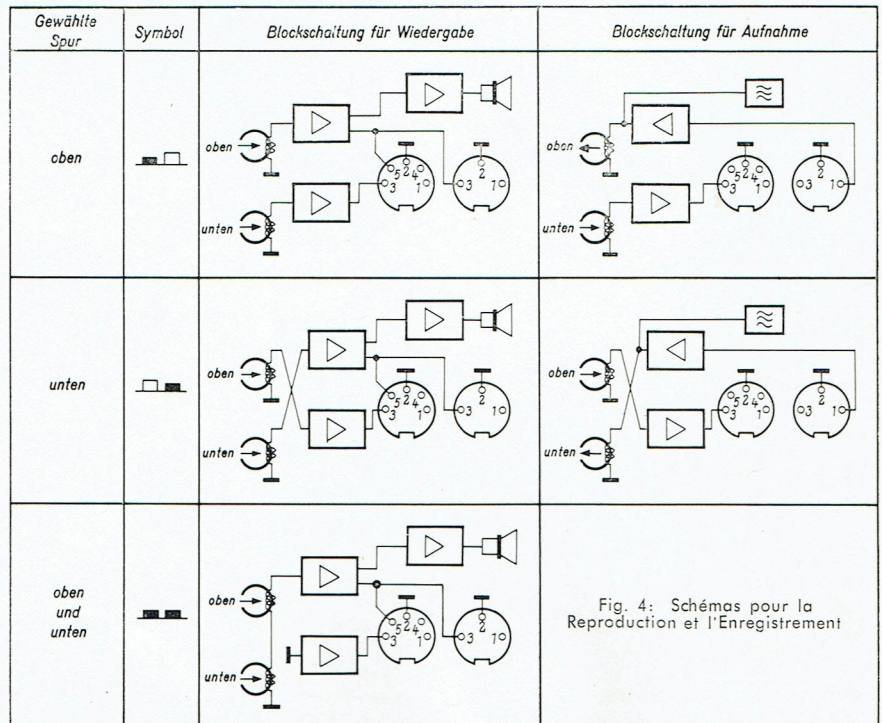 Gewählte
Spur
Symbol
Blockschaltung für Wiedergabe
Blockschaltung für Aufnahme
oben
oben
unten
5 2 4
3 1
2
3 1
oben
unten
5 2 4
3 1
2
3 1
unten
oben
unten
5 2 4
3 1
2
3 1
oben
unten
5 2 4
3 1
2
3 1
oben
und
unten
oben
unten
5 2 4
3 1
2
3 1
Fig. 4: Schémas pour la
Reproduction et l'Enregistrement